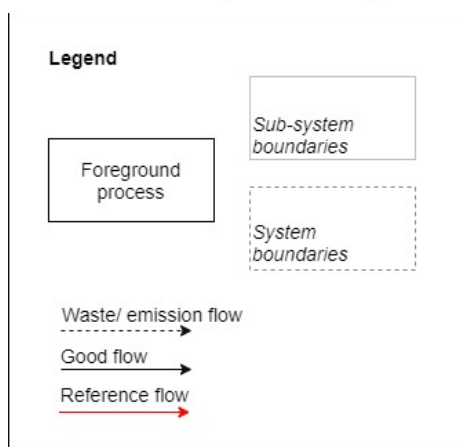 Legend
Sub-system
boundaries
Foreground
process
System
boundaries
Waste/ emission flow
Good flow
Reference flow